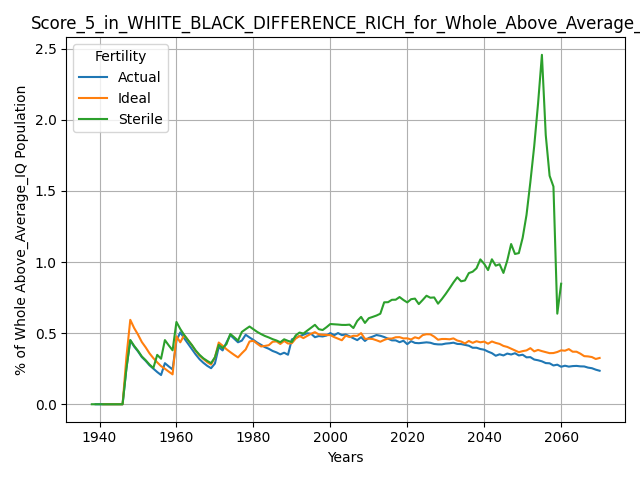 Score_5_in_WHITE_BLACK_DIFFERENCE_RICH_for_Whole_Above_Average_
Fertility
Actual
Ideal
Sterile
% of Whole Above_Average_IQ Population
2.5
2.0
1.5
1.0
0.5
0.0
1940
1960
1980
2000
2020
2040
2060
Years